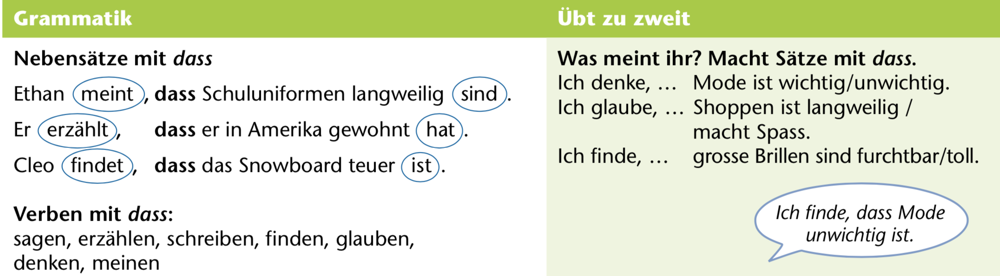 Grammatik
Nebensätze mit dass
Ethan meint, dass Schuluniformen langweilig sind.
Er erzählt, dass er in Amerika gewohnt hat.
Cleo findet, dass das Snowboard teuer ist.
Verben mit dass:
sagen, erzählen, schreiben, finden, glauben,
denken, meinen
Übt zu zweit
Was meint ihr? Macht Sätze mit dass.
Ich denke, … Mode ist wichtig/unwichtig.
Ich glaube, … Shoppen ist langweilig /
macht Spass.
Ich finde, … grosse Brillen sind furchtbar/toll.
Ich finde, dass Mode
unwichtig ist.